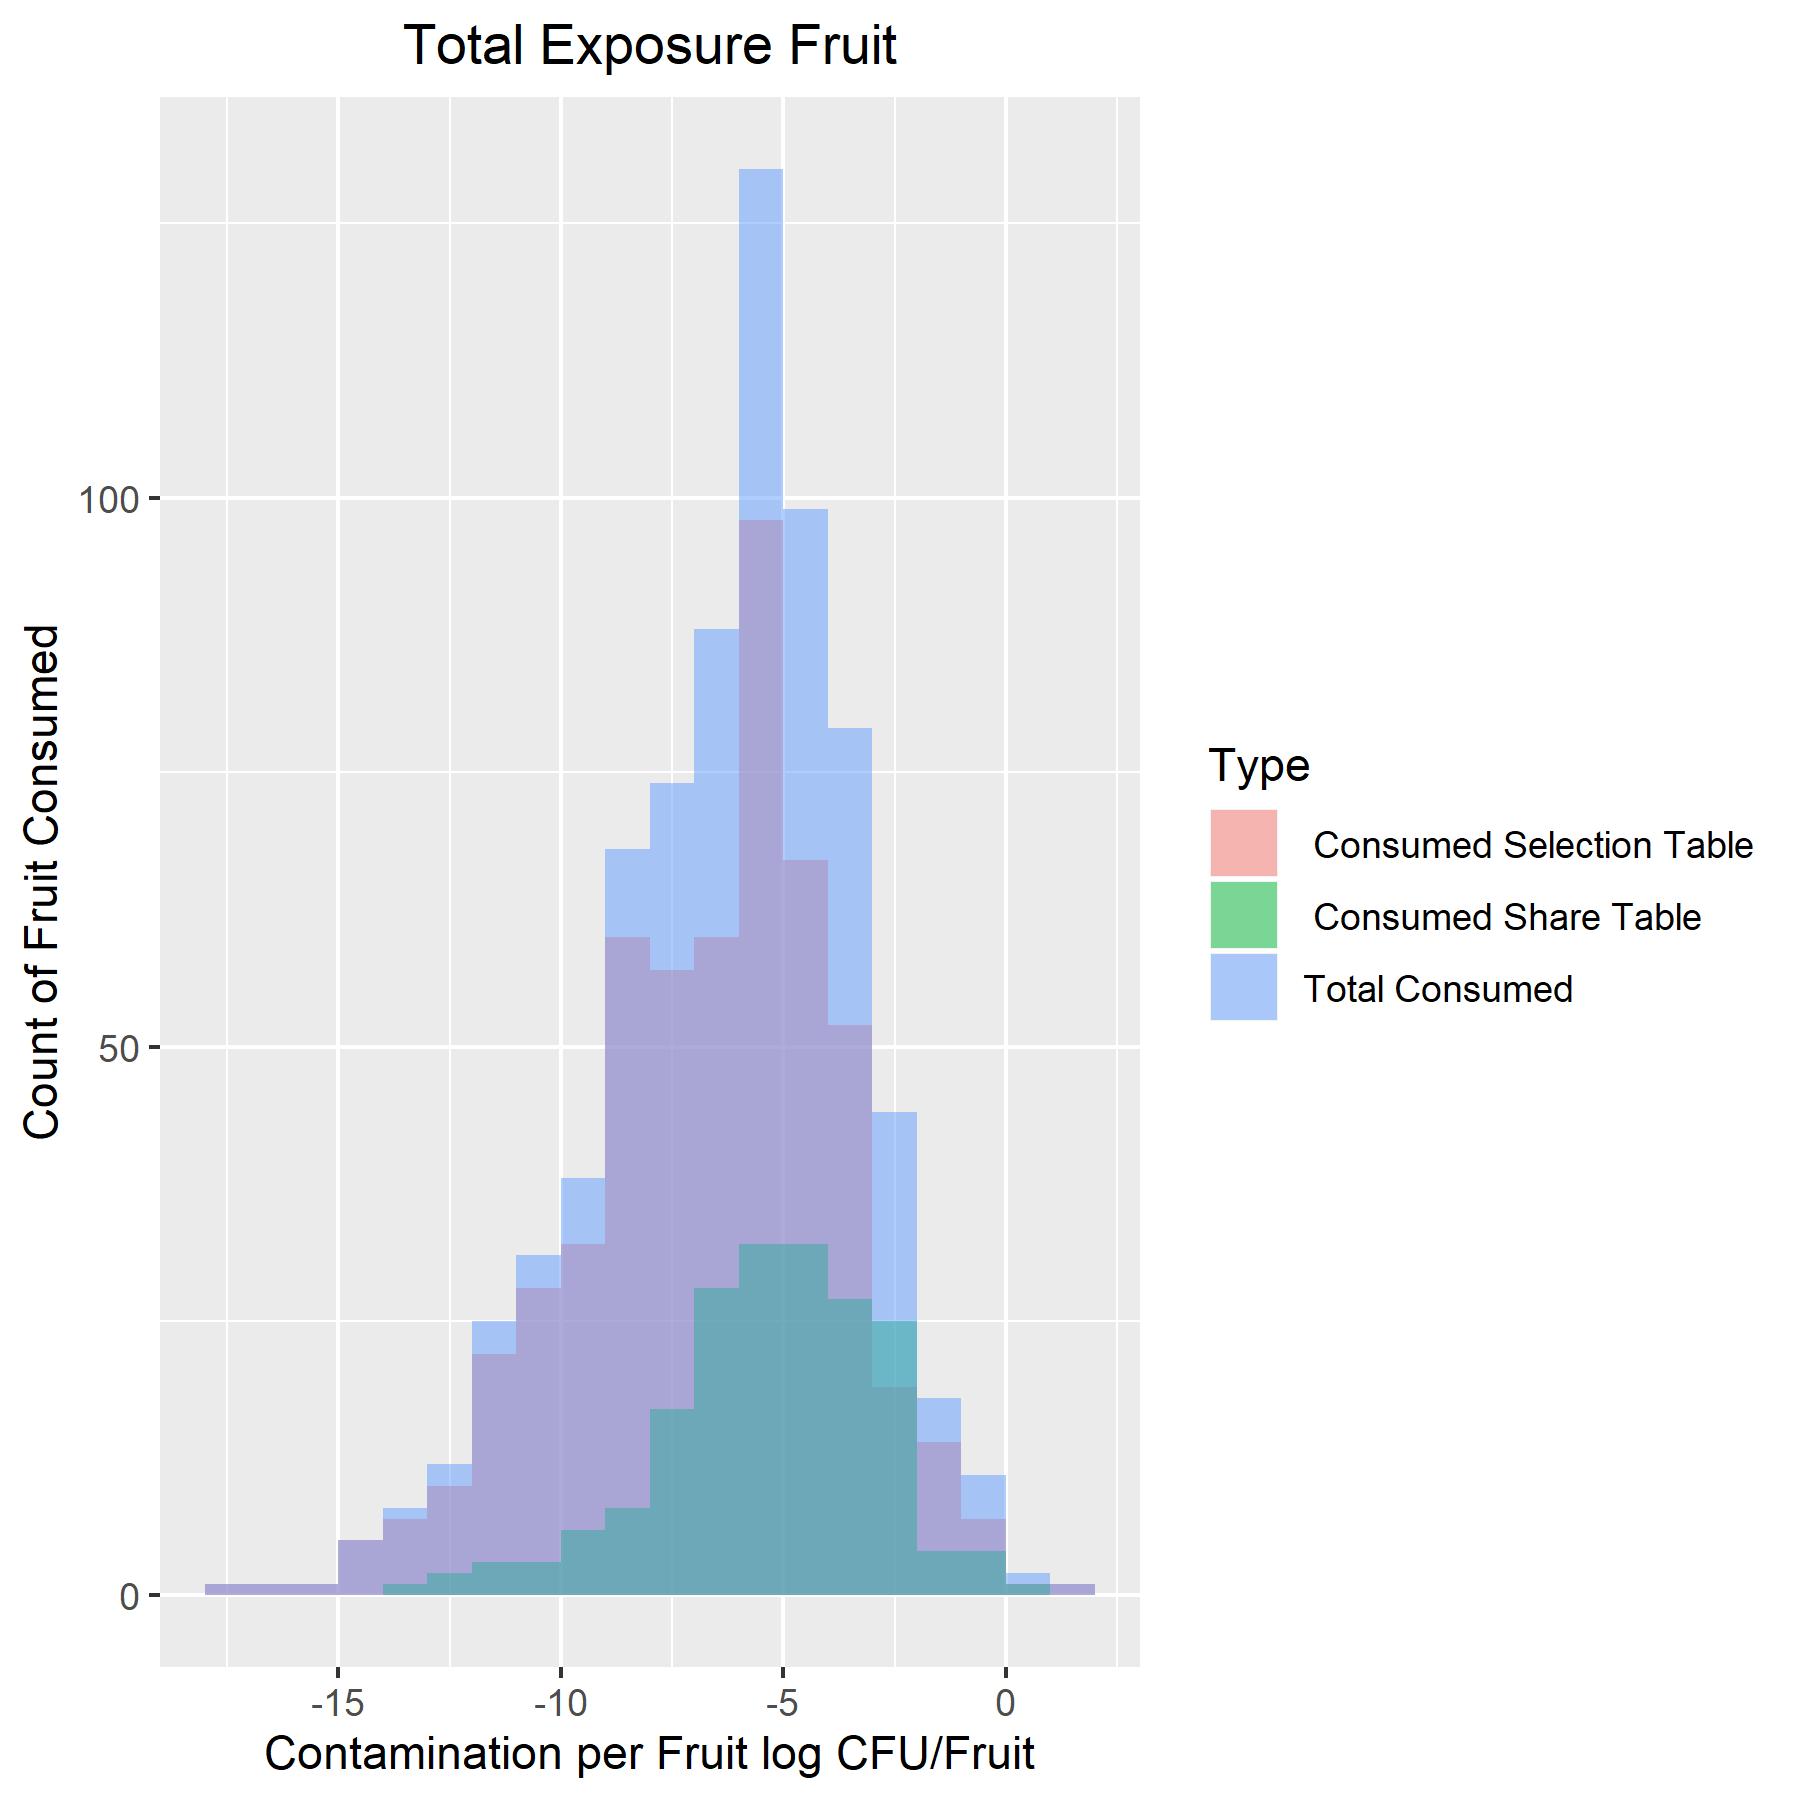 Total Exposure Fruit
Count of Fruit Consumed
100
50
0
-15
-10
-5
0
Contamination per Fruit log CFU/Fruit
Type
Consumed Selection Table
Consumed Share Table
Total Consumed